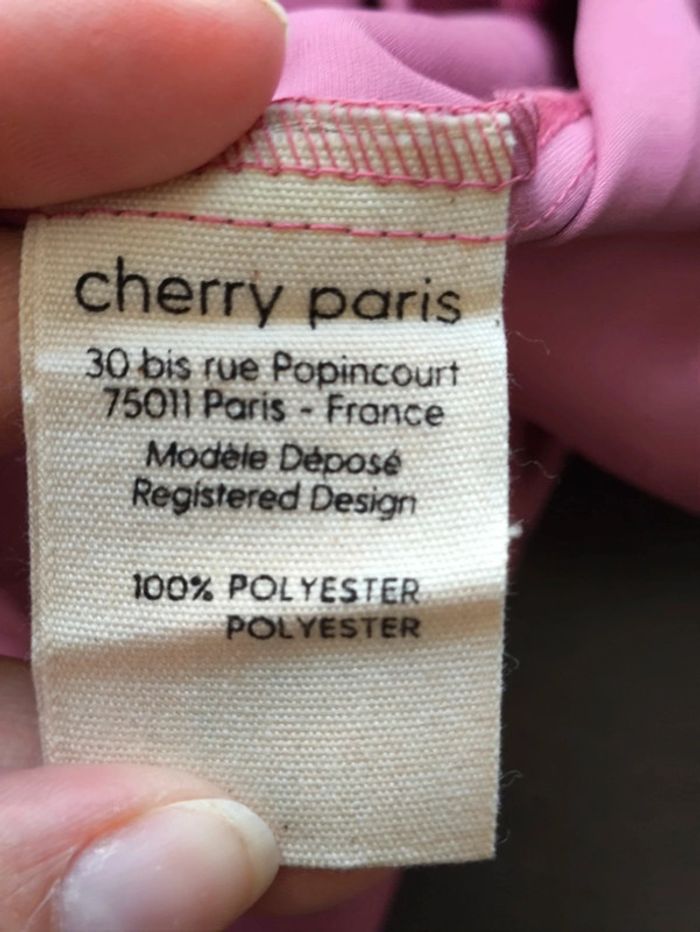 cherry paris
30 bis rue Popincourt
75011 Paris - France
Modèle Déposé
Registered Design
100% POLYESTER
POLYESTER